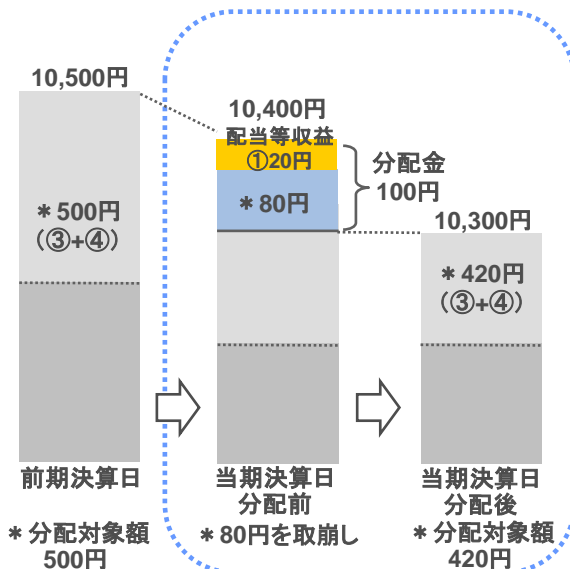 10,500円
10,400円
配当等収益
①20円
分配金
100円
10,300円
*500円
(③+④)
*80円
*420円
(③+④)
前期決算日
当期決算日
分配前
当期決算日
分配後
*分配対象額
500円
*80円を取崩し
*分配対象額
420円